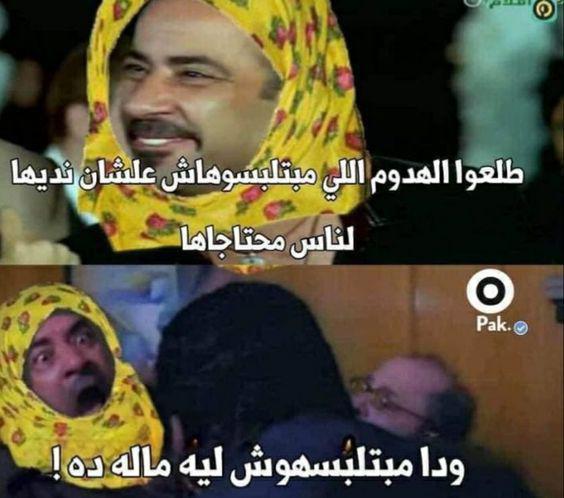 طلعوا الهدوم اللي مبتلبسوهاش علشان نديها
لناس محتاجاها
Pak.
ودا مبتلبسهوش ليه ماله ده !